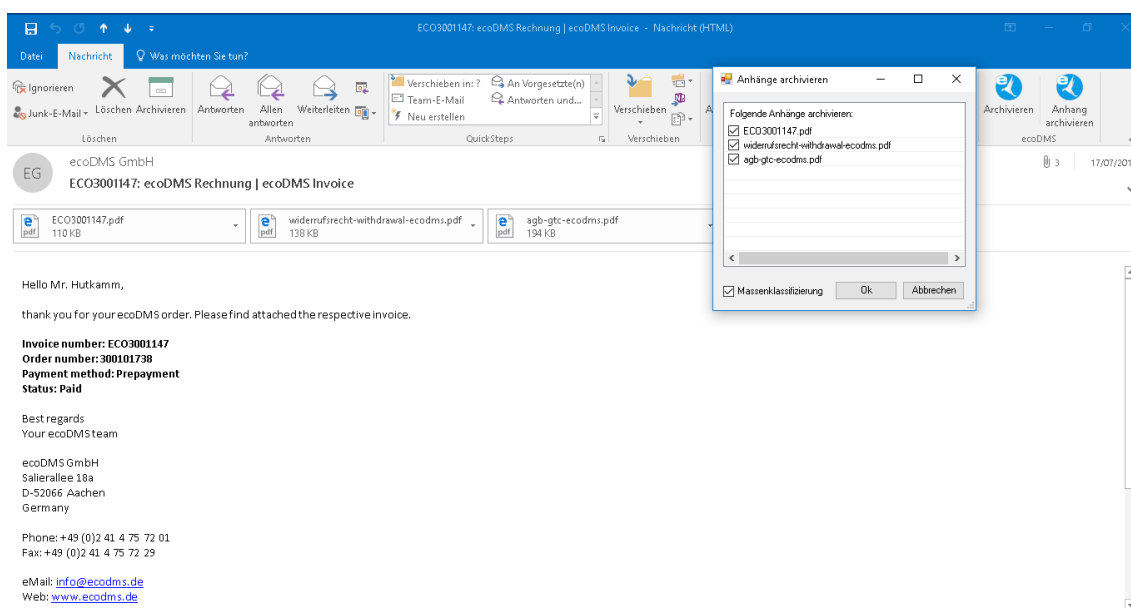 ECO3001147: ecoDMS Rechnung | ecoDMS Invoice - Nachricht (HTML)
Datei Nachricht Was möchten Sie tun?
Ignorieren
Junk-E-Mail
Löschen Archivieren
Löschen
Antworten Allen antworten Weiterleiten
Antworten
Verschieben in: ? An Vorgesetzte(n)
Team-E-Mail Antworten und...
Neu erstellen
QuickSteps
Verschieben
Verschieben
A
Archivieren Anhang archivieren
ecoDMS
Anhänge archivieren
Folgende Anhänge archivieren:
ECO3001147.pdf
widerrufsrecht-withdrawal-ecodms.pdf
agb-gtc-ecodms.pdf
Massenklassifizierung Ok Abbrechen
EG
ecoDMS GmbH
ECO3001147: ecoDMS Rechnung | ecoDMS Invoice
3 17/07/201
ECO3001147.pdf
110 KB
widerrufsrecht-withdrawal-ecodms.pdf
138 KB
agb-gtc-ecodms.pdf
194 KB
Hello Mr. Hutkamm,
thank you for your ecoDMS order. Please find attached the respective invoice.
Invoice number: ECO3001147
Order number: 300101738
Payment method: Prepayment
Status: Paid
Best regards
Your ecoDMS team
ecoDMS GmbH
Salierallee 18a
D-52066 Aachen
Germany
Phone: +49 (0)2 41 4 75 72 01
Fax: +49 (0)2 41 4 75 72 29
eMail: info@ecodms.de
Web: www.ecodms.de